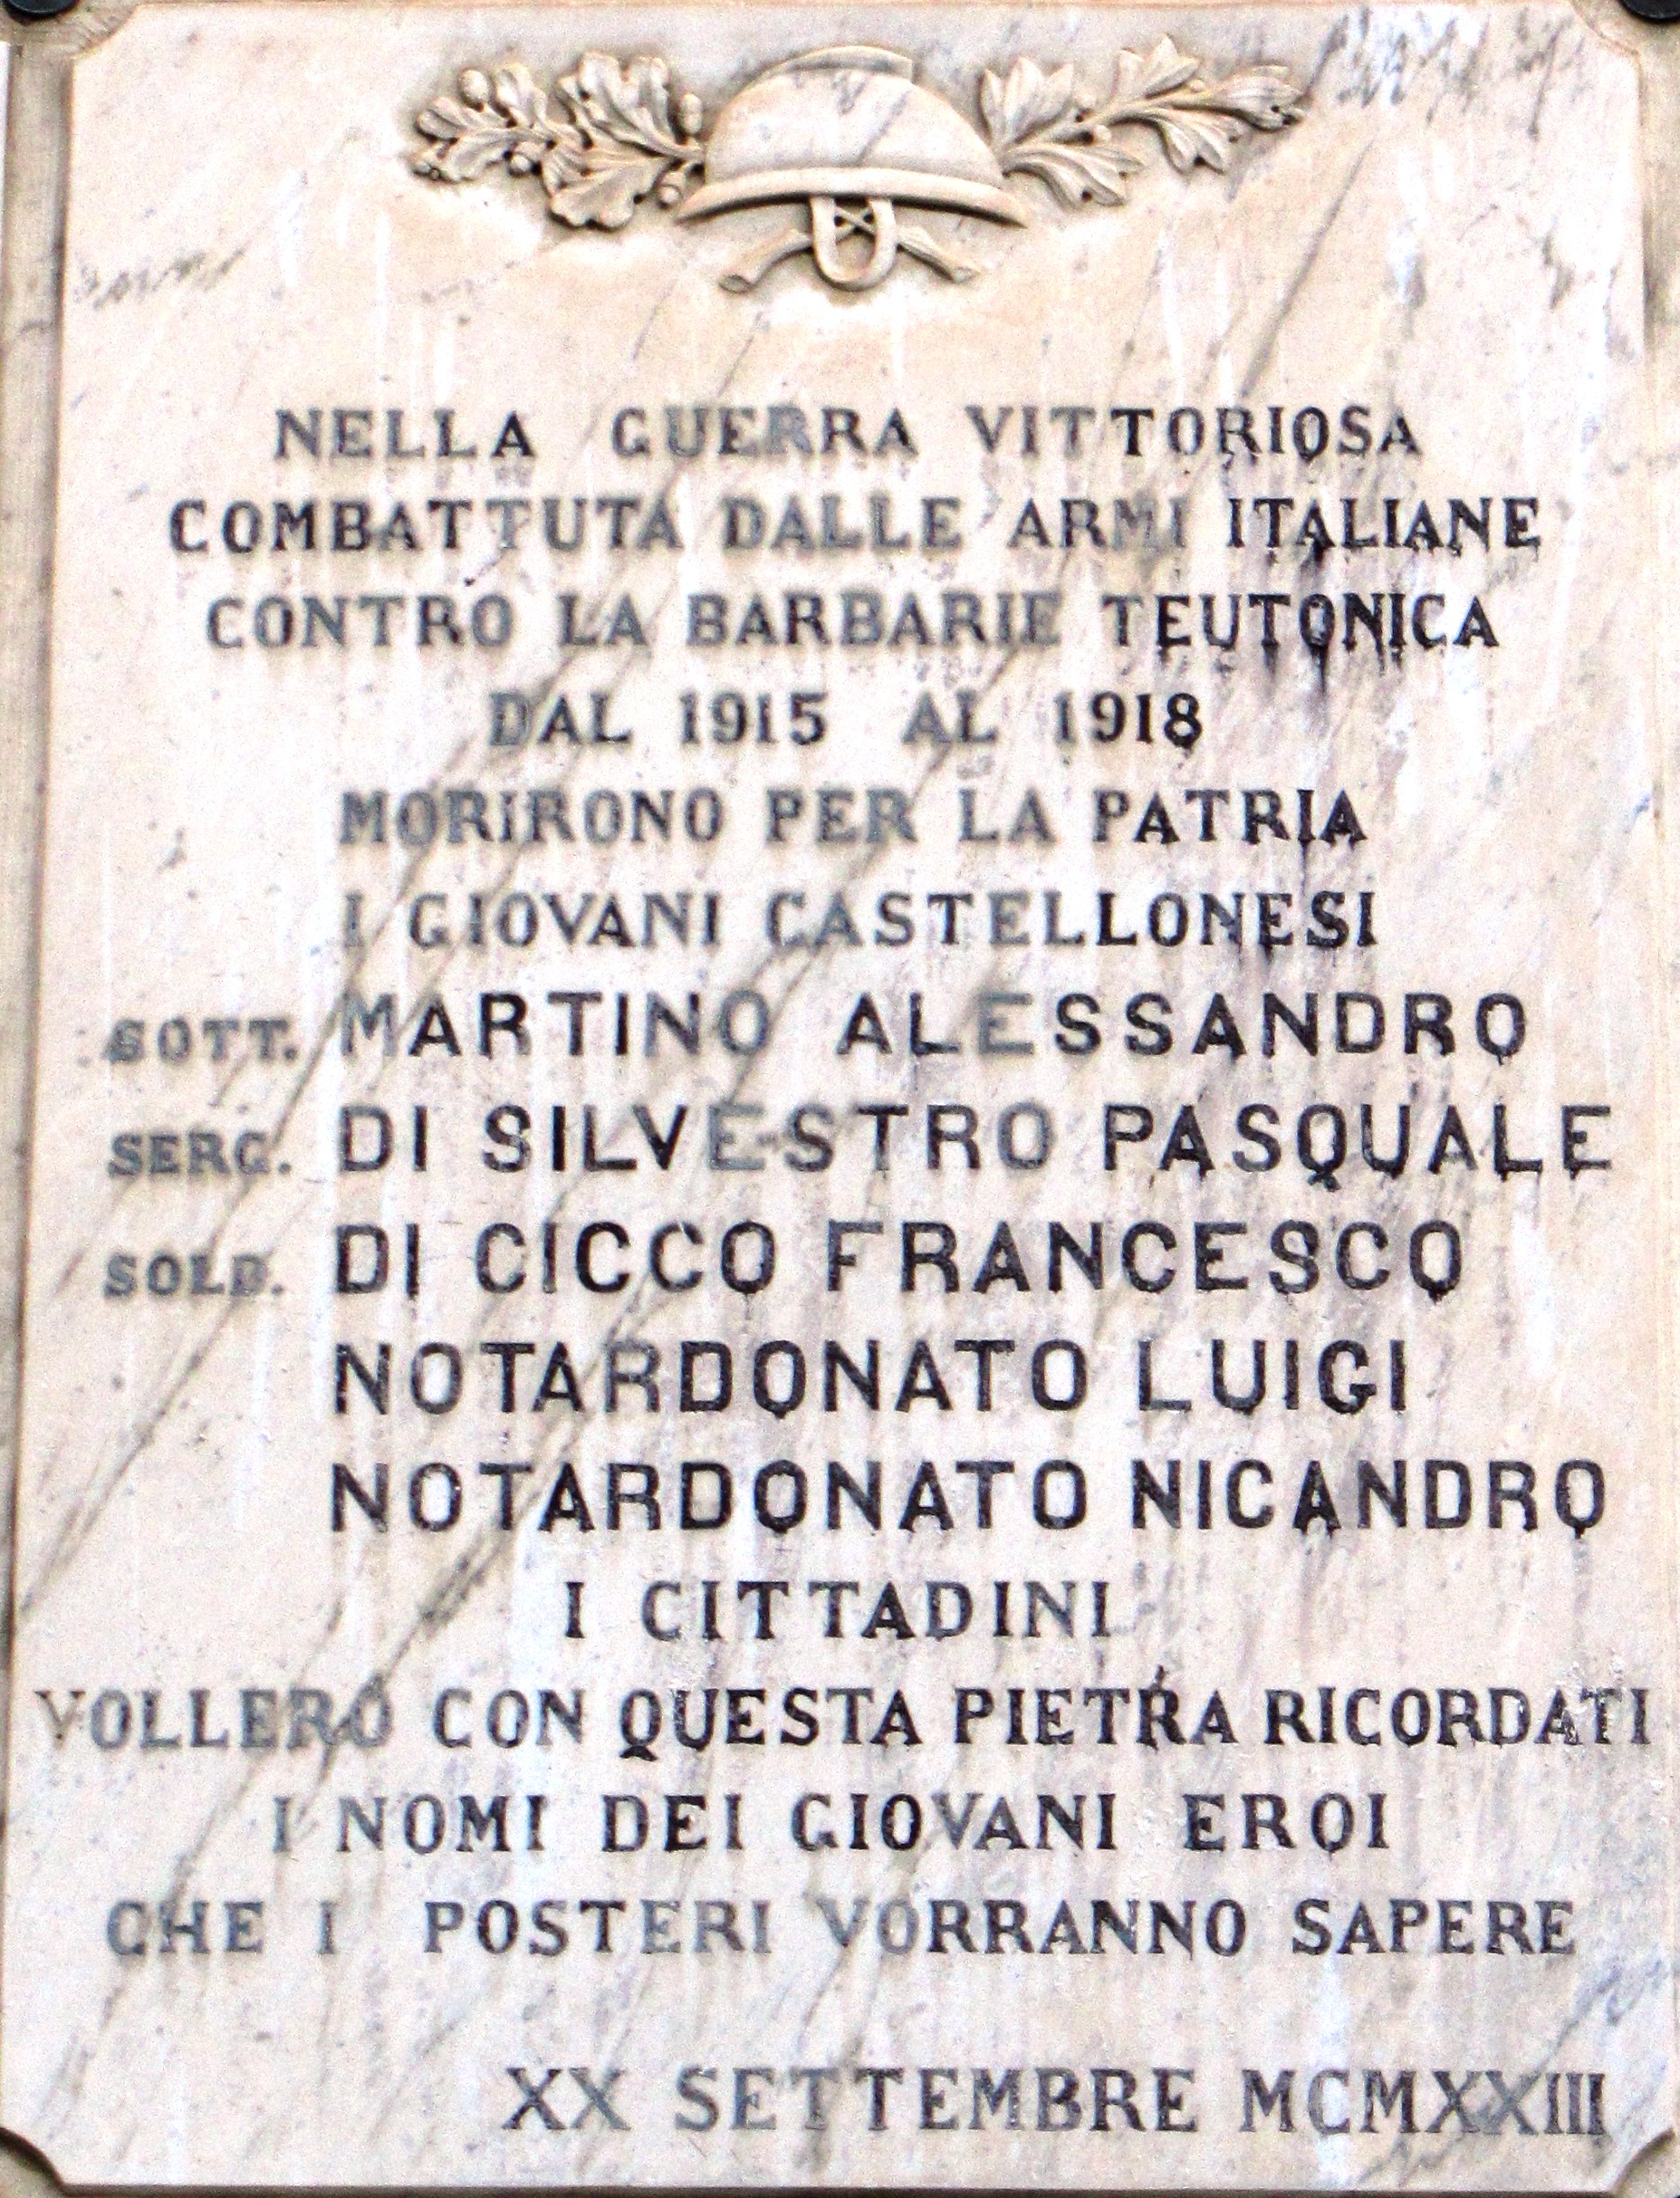 NELLA GUERRA VITTORIOSA
COMBATTUTA DALLE ARMI ITALIANE
CONTRO LA BARBARIE TEUTONICA
DAL 1915 AL 1918
MORIRONO PER LA PATRIA
I GIOVANI CASTELLONESI
SOTT. MARTINO ALESSANDRO
SERG. DI SILVESTRO PASQUALE
SOLD. DI CICCO FRANCESCO
NOTARDONATO LUIGI
NOTARDONATO NICANDRO
I CITTADINI
VOLLERO CON QUESTA PIETRA RICORDATI
I NOMI DEI GIOVANI EROI
CHE I POSTERI VORRANNO SAPERE
XX SETTEMBRE MCMXXIII